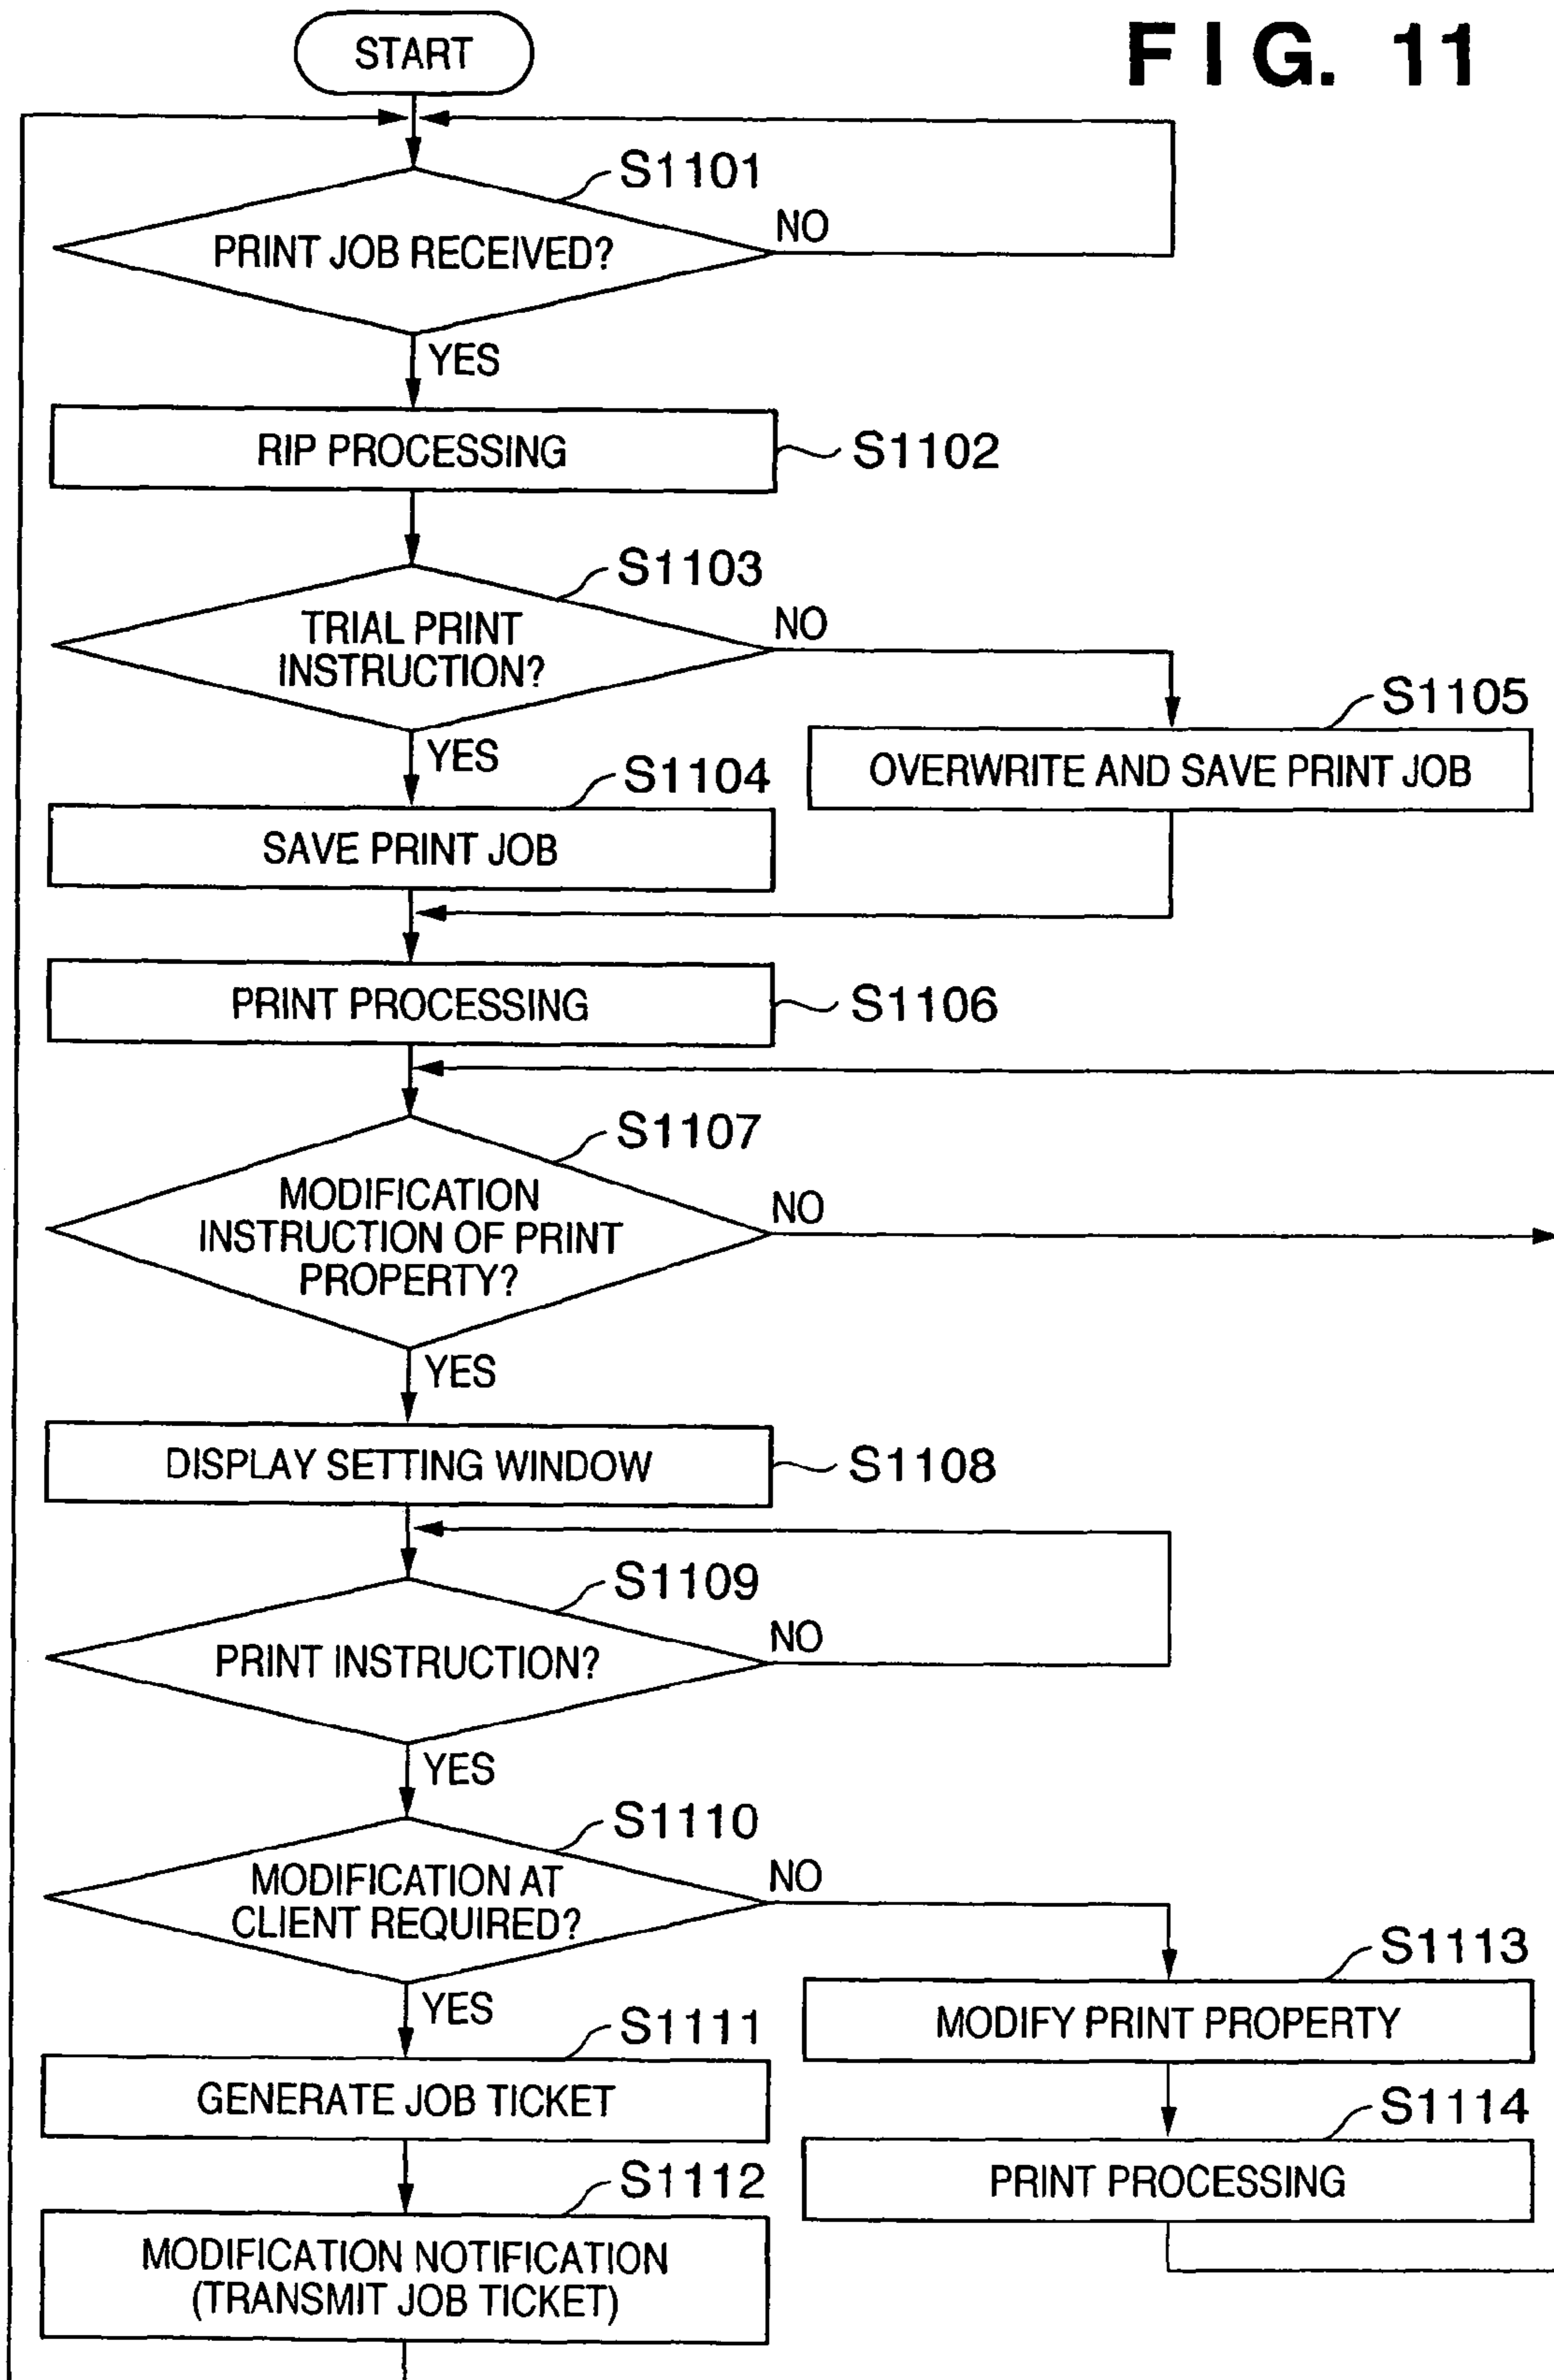 FIG. 11
START
S1101
PRINT JOB RECEIVED?
NO
YES
RIP PROCESSING
S1102
S1103
TRIAL PRINT
INSTRUCTION?
NO
YES
S1105
OVERWRITE AND SAVE PRINT JOB
S1104
SAVE PRINT JOB
PRINT PROCESSING
S1106
S1107
MODIFICATION
INSTRUCTION OF PRINT
PROPERTY?
NO
YES
DISPLAY SETTING WINDOW
S1108
S1109
PRINT INSTRUCTION?
NO
YES
S1110
MODIFICATION AT
CLIENT REQUIRED?
NO
YES
S1113
MODIFY PRINT PROPERTY
S1111
GENERATE JOB TICKET
S1114
PRINT PROCESSING
S1112
MODIFICATION NOTIFICATION
(TRANSMIT JOB TICKET)